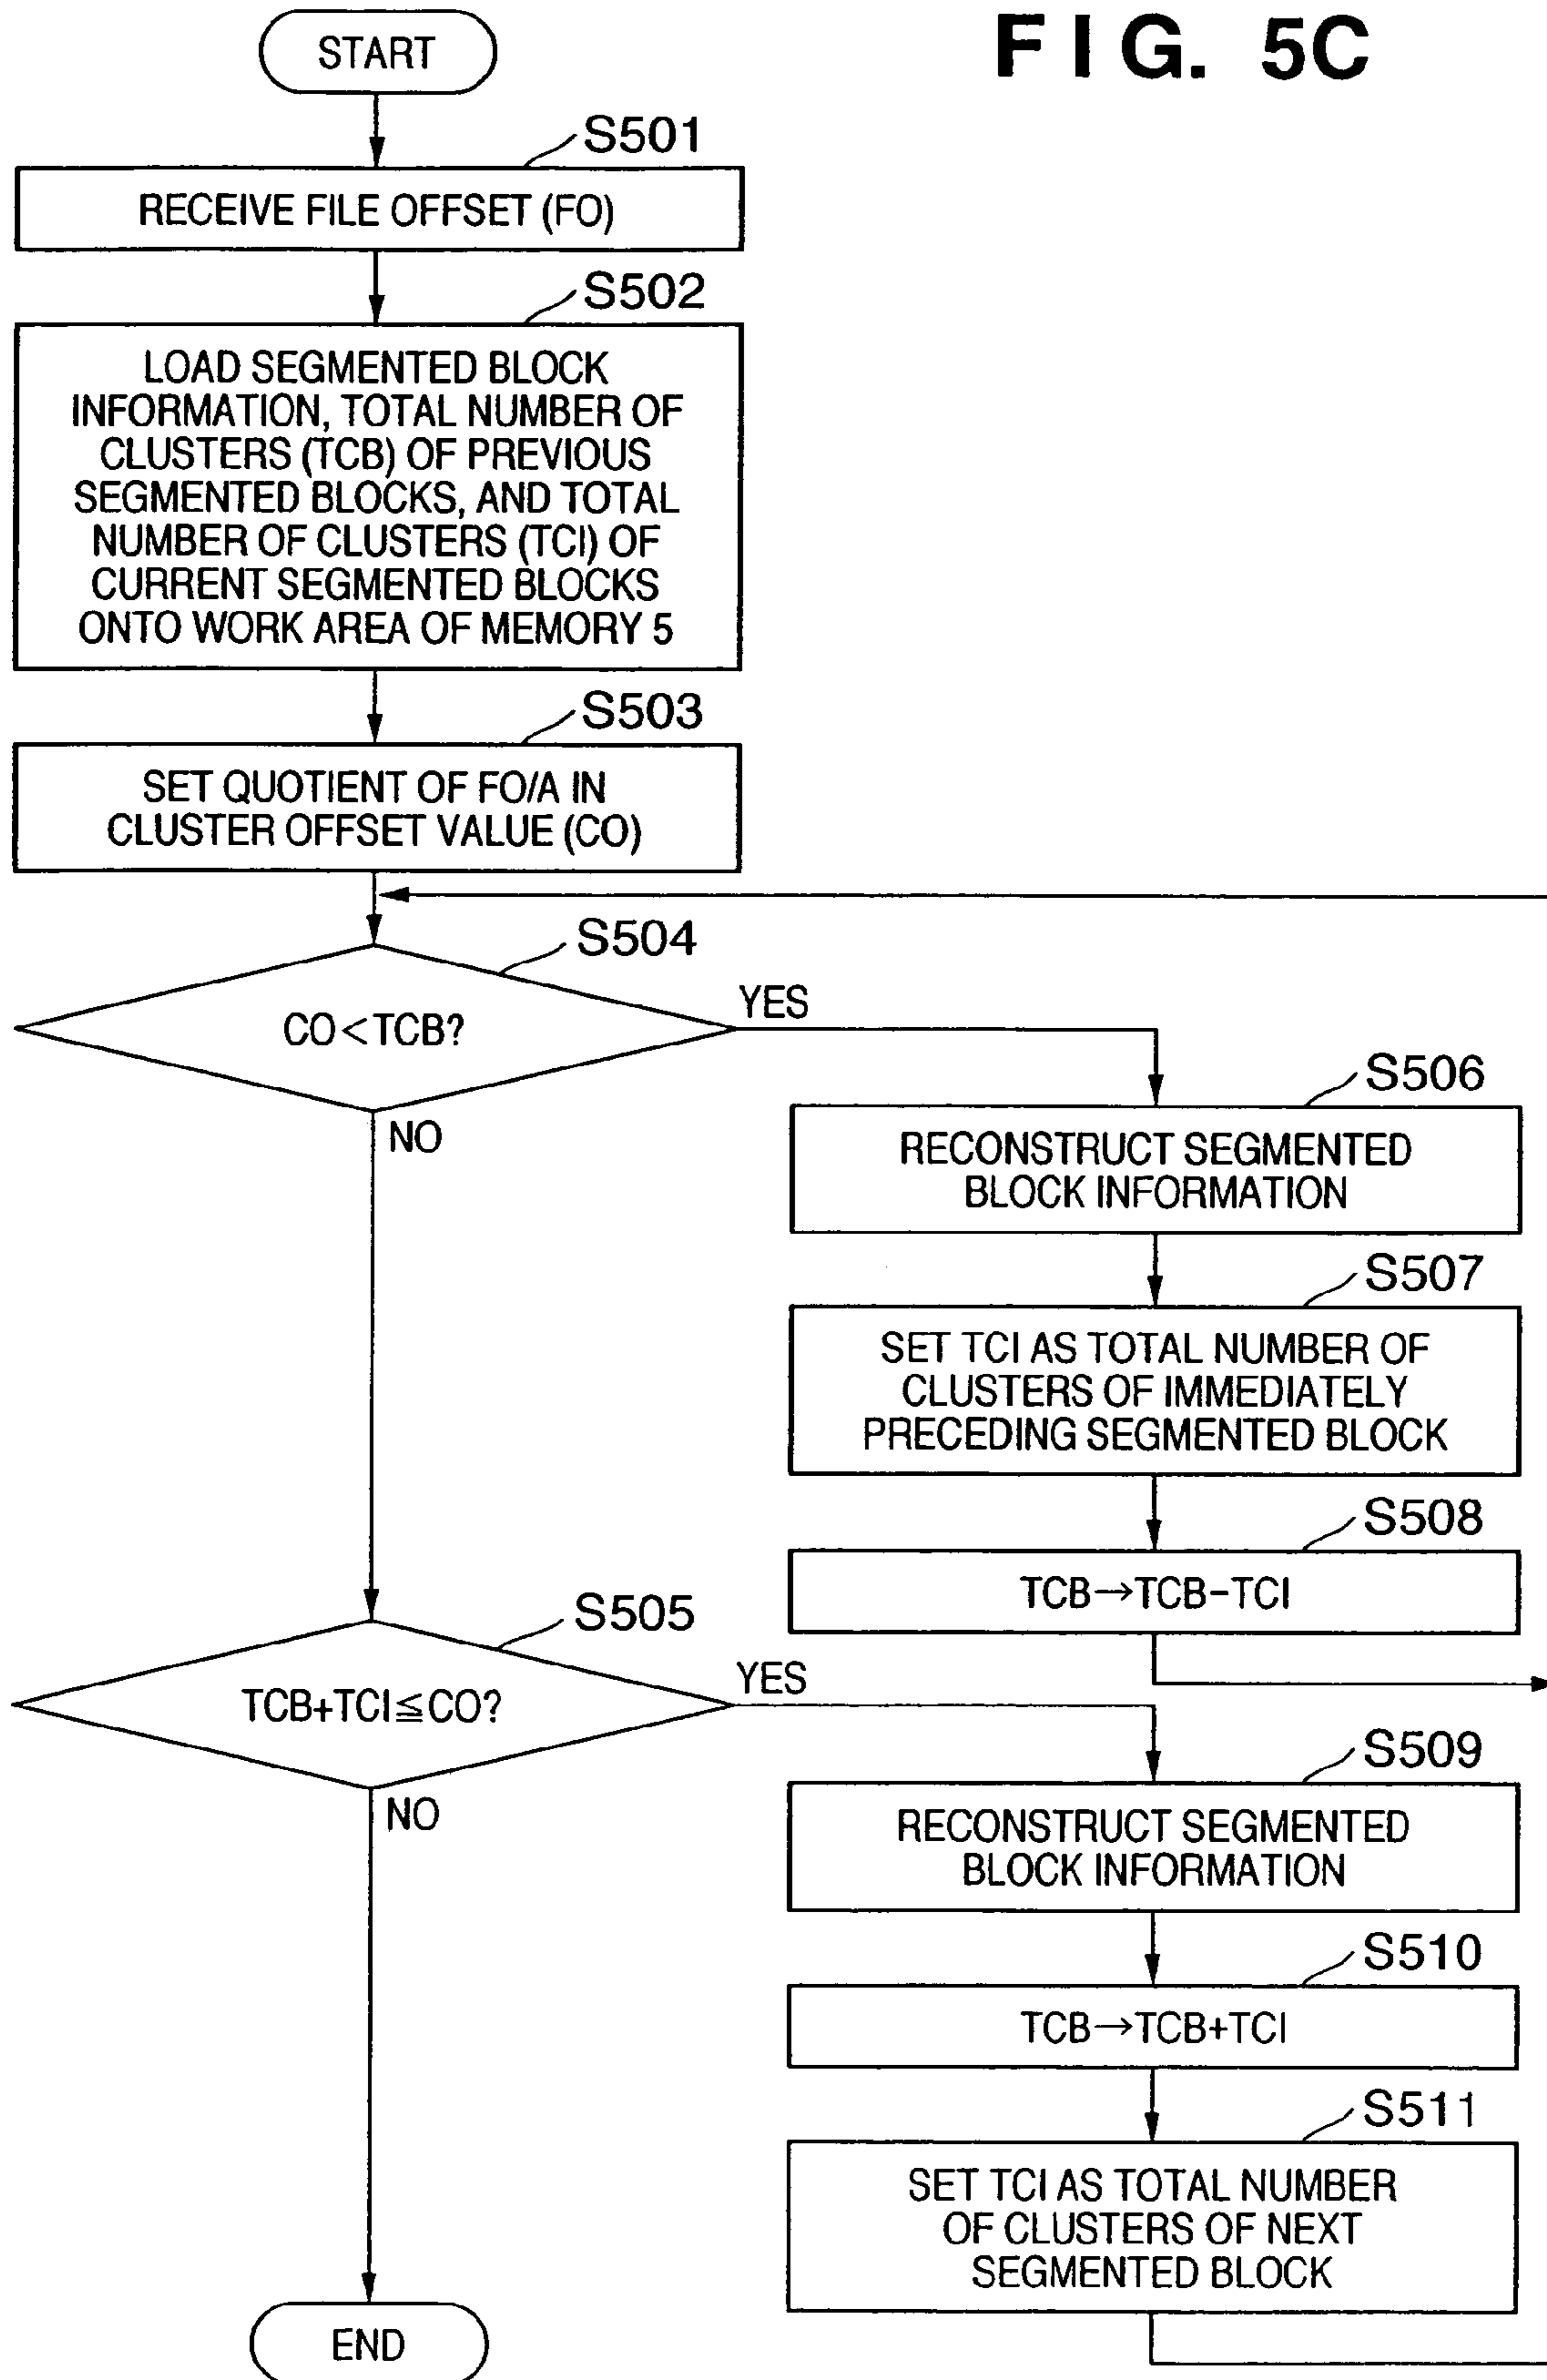 FIG. 5C
START
S501
RECEIVE FILE OFFSET (FO)
S502
LOAD SEGMENTED BLOCK
INFORMATION, TOTAL NUMBER OF
CLUSTERS (TCB) OF PREVIOUS
SEGMENTED BLOCKS, AND TOTAL
NUMBER OF CLUSTERS (TCI) OF
CURRENT SEGMENTED BLOCKS
ONTO WORK AREA OF MEMORY 5
S503
SET QUOTIENT OF FO/A IN
CLUSTER OFFSET VALUE (CO)
S504
CO<TCB?
YES
NO
S506
RECONSTRUCT SEGMENTED
BLOCK INFORMATION
S507
SET TCI AS TOTAL NUMBER OF
CLUSTERS OF IMMEDIATELY
PRECEDING SEGMENTED BLOCK
S508
TCB→TCB-TCI
S505
TCB+TCI≦CO?
YES
NO
S509
RECONSTRUCT SEGMENTED
BLOCK INFORMATION
S510
TCB→TCB+TCI
S511
SET TCI AS TOTAL NUMBER
OF CLUSTERS OF NEXT
SEGMENTED BLOCK
END